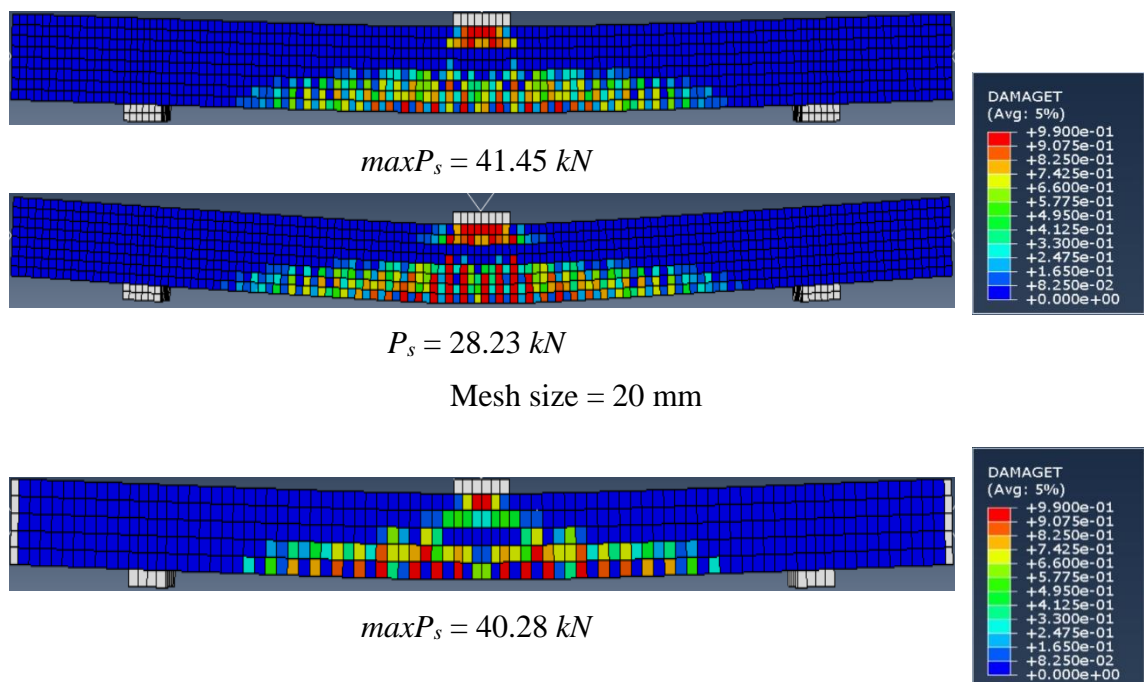 DAMAGET
(Avg: 5%)
+9.900e-01
+9.075e-01
+8.250e-01
+7.425e-01
+6.600e-01
+5.775e-01
+4.950e-01
+4.125e-01
+3.300e-01
+2.475e-01
+1.650e-01
+8.250e-02
+0.000e+00
maxPs = 41.45 kN
Ps = 28.23 kN
Mesh size = 20 mm
DAMAGET
(Avg: 5%)
+9.900e-01
+9.075e-01
+8.250e-01
+7.425e-01
+6.600e-01
+5.775e-01
+4.950e-01
+4.125e-01
+3.300e-01
+2.475e-01
+1.650e-01
+8.250e-02
+0.000e+00
maxPs = 40.28 kN